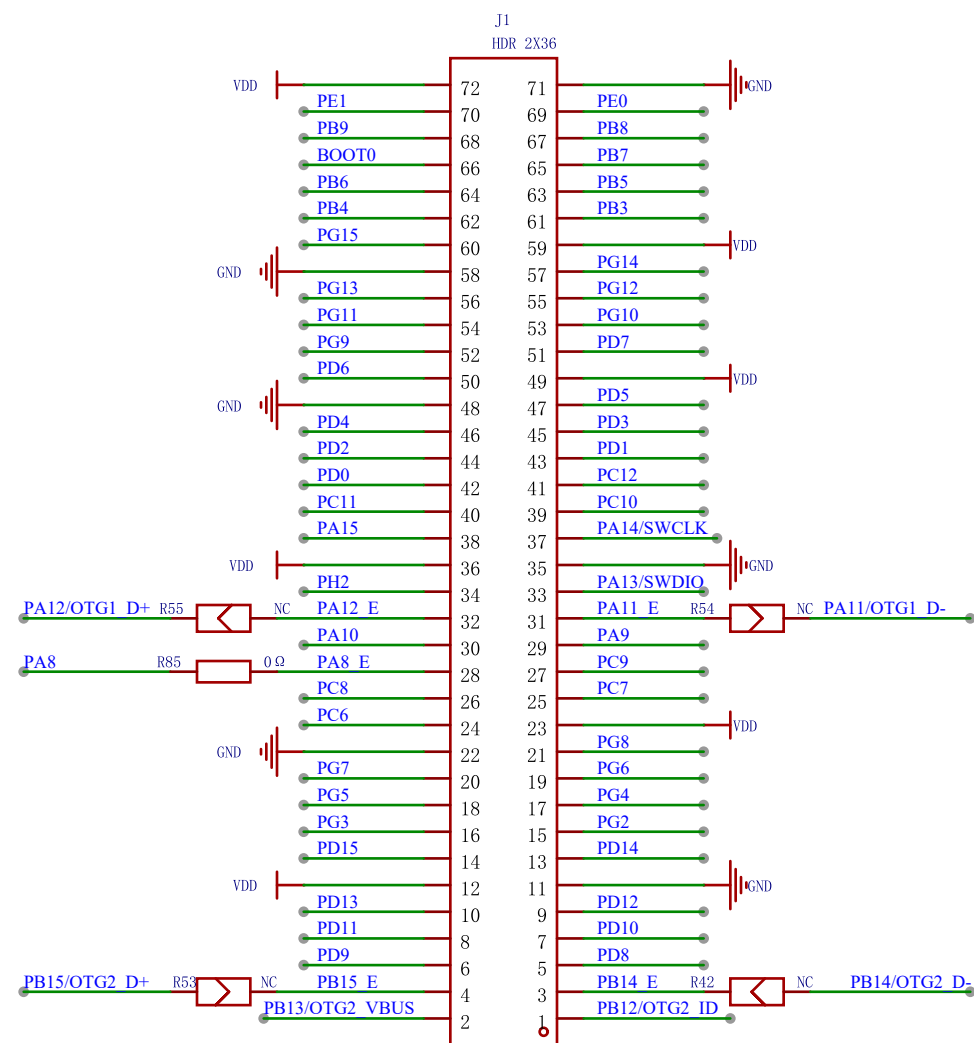 J1
HDR 2X36
VDD 72 71 GND
PE1 70 69 PE0
PB9 68 67 PB8
BOOT0 66 65 PB7
PB6 64 63 PB5
PB4 62 61 PB3
PG15 60 59 VDD
GND 58 57 PG14
PG13 56 55 PG12
PG11 54 53 PG10
PG9 52 51 PD7
PD6 50 49 VDD
GND 48 47 PD5
PD4 46 45 PD3
PD2 44 43 PD1
PD0 42 41 PC12
PC11 40 39 PC10
PA15 38 37 PA14/SWCLK
VDD 36 35 GND
PH2 34 33 PA13/SWDIO
PA12/OTG1_D+ R55 NC PA12_E 32 31 PA11_E R54 NC PA11/OTG1_D-
PA10 30 29 PA9
PA8 R85 0Ω PA8_E 28 27 PC9
PC8 26 25 PC7
PC6 24 23 VDD
GND 22 21 PG8
PG7 20 19 PG6
PG5 18 17 PG4
PG3 16 15 PG2
PD15 14 13 PD14
VDD 12 11 GND
PD13 10 9 PD12
PD11 8 7 PD10
PD9 6 5 PD8
PB15/OTG2_D+ R53 NC PB15_E 4 3 PB14_E R42 NC PB14/OTG2_D-
PB13/OTG2_VBUS 2 1 PB12/OTG2_ID